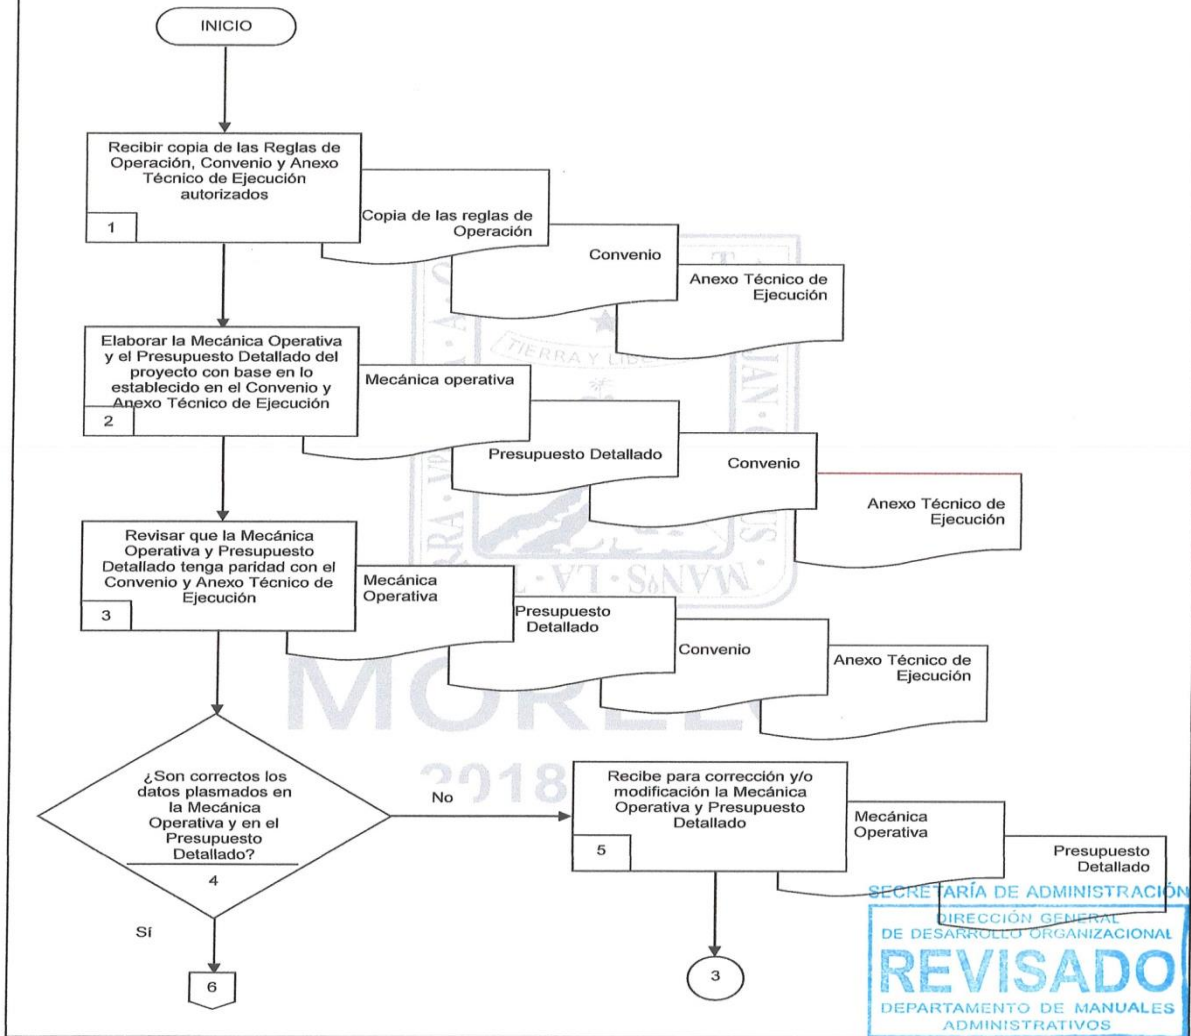 INICIO
Recibir copia de las Reglas de
Operación, Convenio y Anexo
Técnico de Ejecución
autorizados
1
Copia de las reglas de
Operación
Convenio
Anexo Técnico de
Ejecución
TIERRA Y LIB
Elaborar la Mecánica Operativa
y el Presupuesto Detallado del
proyecto con base en lo
establecido en el Convenio y
Anexo Técnico de Ejecución
2
Mecánica operativa
Presupuesto Detallado
Convenio
Anexo Técnico de
Ejecución
Revisar que la Mecánica
Operativa y Presupuesto
Detallado tenga paridad con el
Convenio y Anexo Técnico de
Ejecución
3
Mecánica
Operativa
Presupuesto
Detallado
Convenio
Anexo Técnico de
Ejecución
MANOS · LA · T
MOREL
2018
¿Son correctos los
datos plasmados en
la Mecánica
Operativa y en el
Presupuesto
Detallado?
4
No
Recibe para corrección y/o
modificación la Mecánica
Operativa y Presupuesto
Detallado
5
Mecánica
Operativa
Presupuesto
Detallado
Sí
6
3
SECRETARÍA DE ADMINISTRACIÓN
DIRECCIÓN GENERAL
DE DESARROLLO ORGANIZACIONAL
REVISADO
DEPARTAMENTO DE MANUALES
ADMINISTRATIVOS